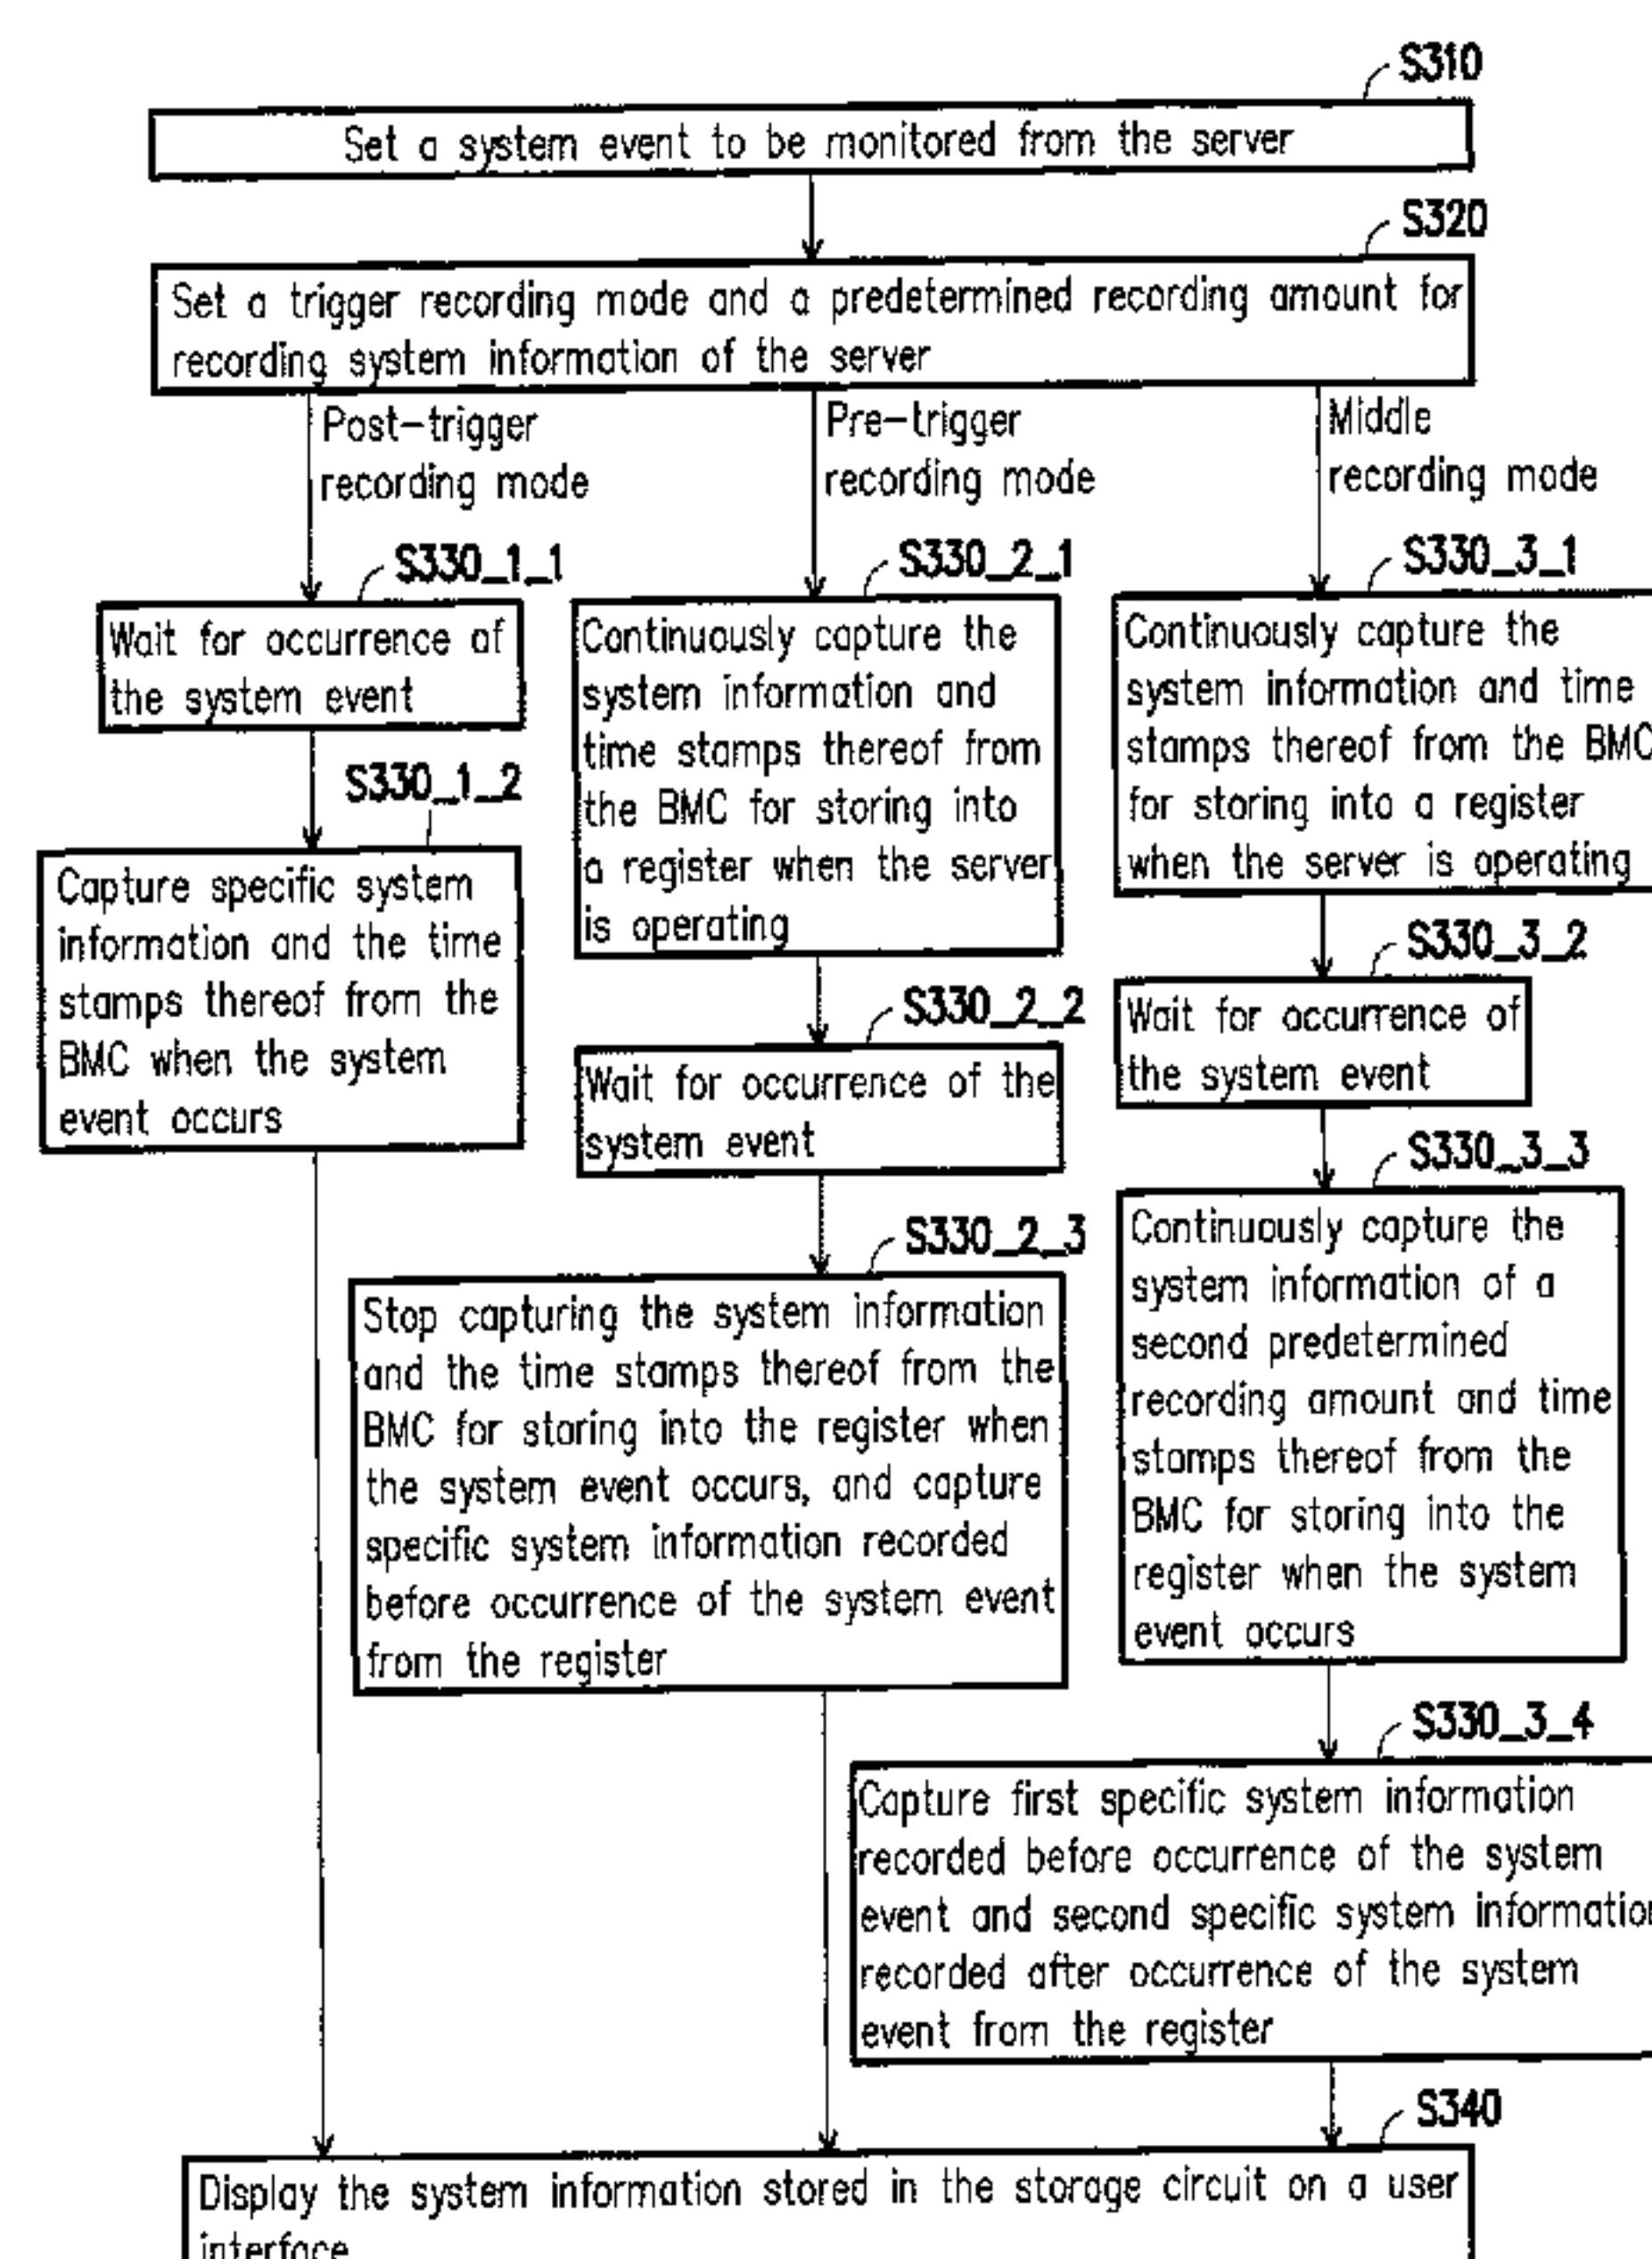 S310
Set a system event to be monitored from the server
S320
Set a trigger recording mode and a predetermined recording amount for
recording system information of the server
Post-trigger
recording mode
Pre-trigger
recording mode
Middle
recording mode
S330_1_1
Wait for occurrence of
the system event
S330_1_2
Capture specific system
information and the time
stamps thereof from the
BMC when the system
event occurs
S330_2_1
Continuously capture the
system information and
time stamps thereof from
the BMC for storing into
a register when the server
is operating
S330_2_2
Wait for occurrence of the
system event
S330_2_3
Stop capturing the system information
and the time stamps thereof from the
BMC for storing into the register when
the system event occurs, and capture
specific system information recorded
before occurrence of the system event
from the register
S330_3_1
Continuously capture the
system information and time
stamps thereof from the BMC
for storing into a register
when the server is operating
S330_3_2
Wait for occurrence of
the system event
S330_3_3
Continuously capture the
system information of a
second predetermined
recording amount and time
stamps thereof from the
BMC for storing into the
register when the system
event occurs
S330_3_4
Capture first specific system information
recorded before occurrence of the system
event and second specific system information
recorded after occurrence of the system
event from the register
S340
Display the system information stored in the storage circuit on a user
interface